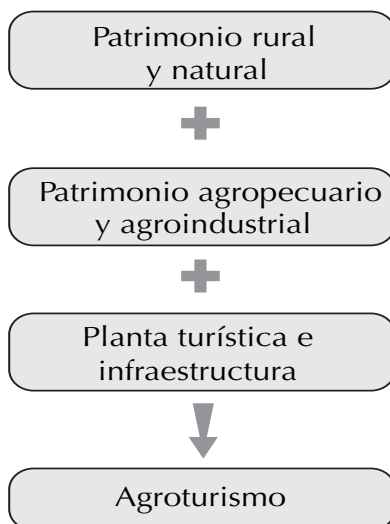 Patrimonio rural
y natural
Patrimonio agropecuario
y agroindustrial
Planta turística e
infraestructura
Agroturismo